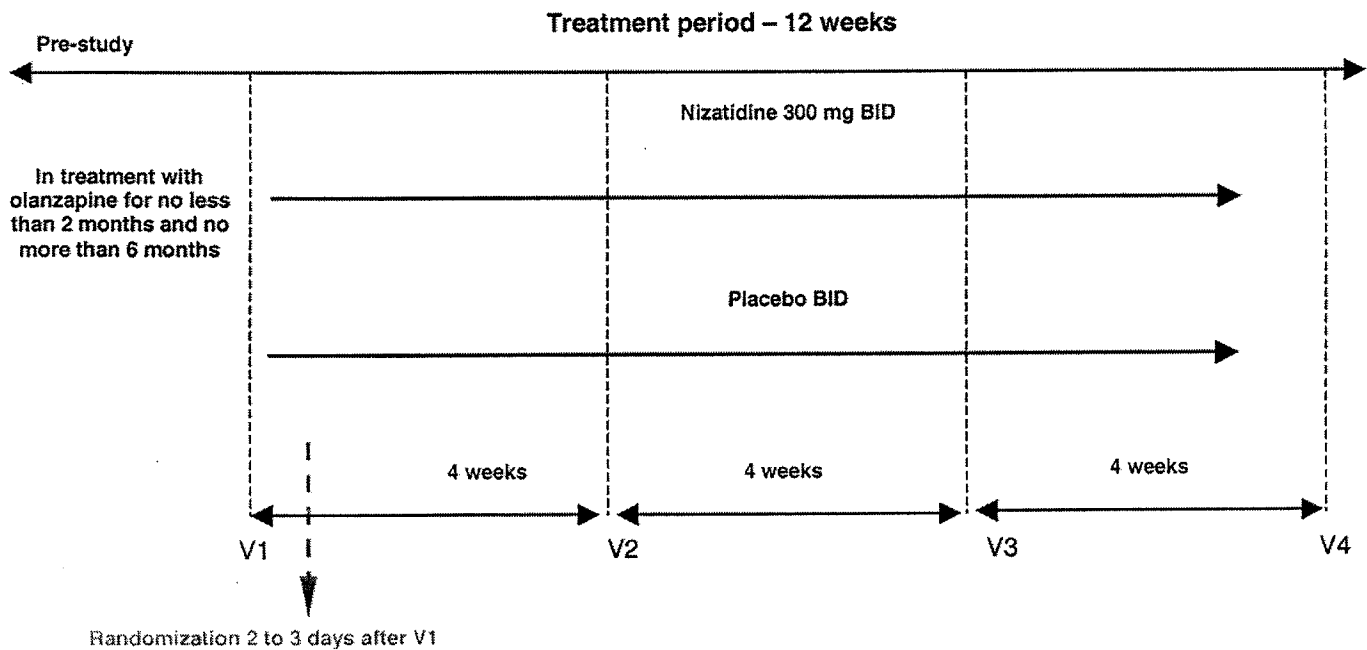 Treatment period – 12 weeks
Pre-study
Nizatidine 300 mg BID
In treatment with
olanzapine for no less
than 2 months and no
more than 6 months
Placebo BID
4 weeks
4 weeks
4 weeks
V1
V2
V3
V4
Randomization 2 to 3 days after V1